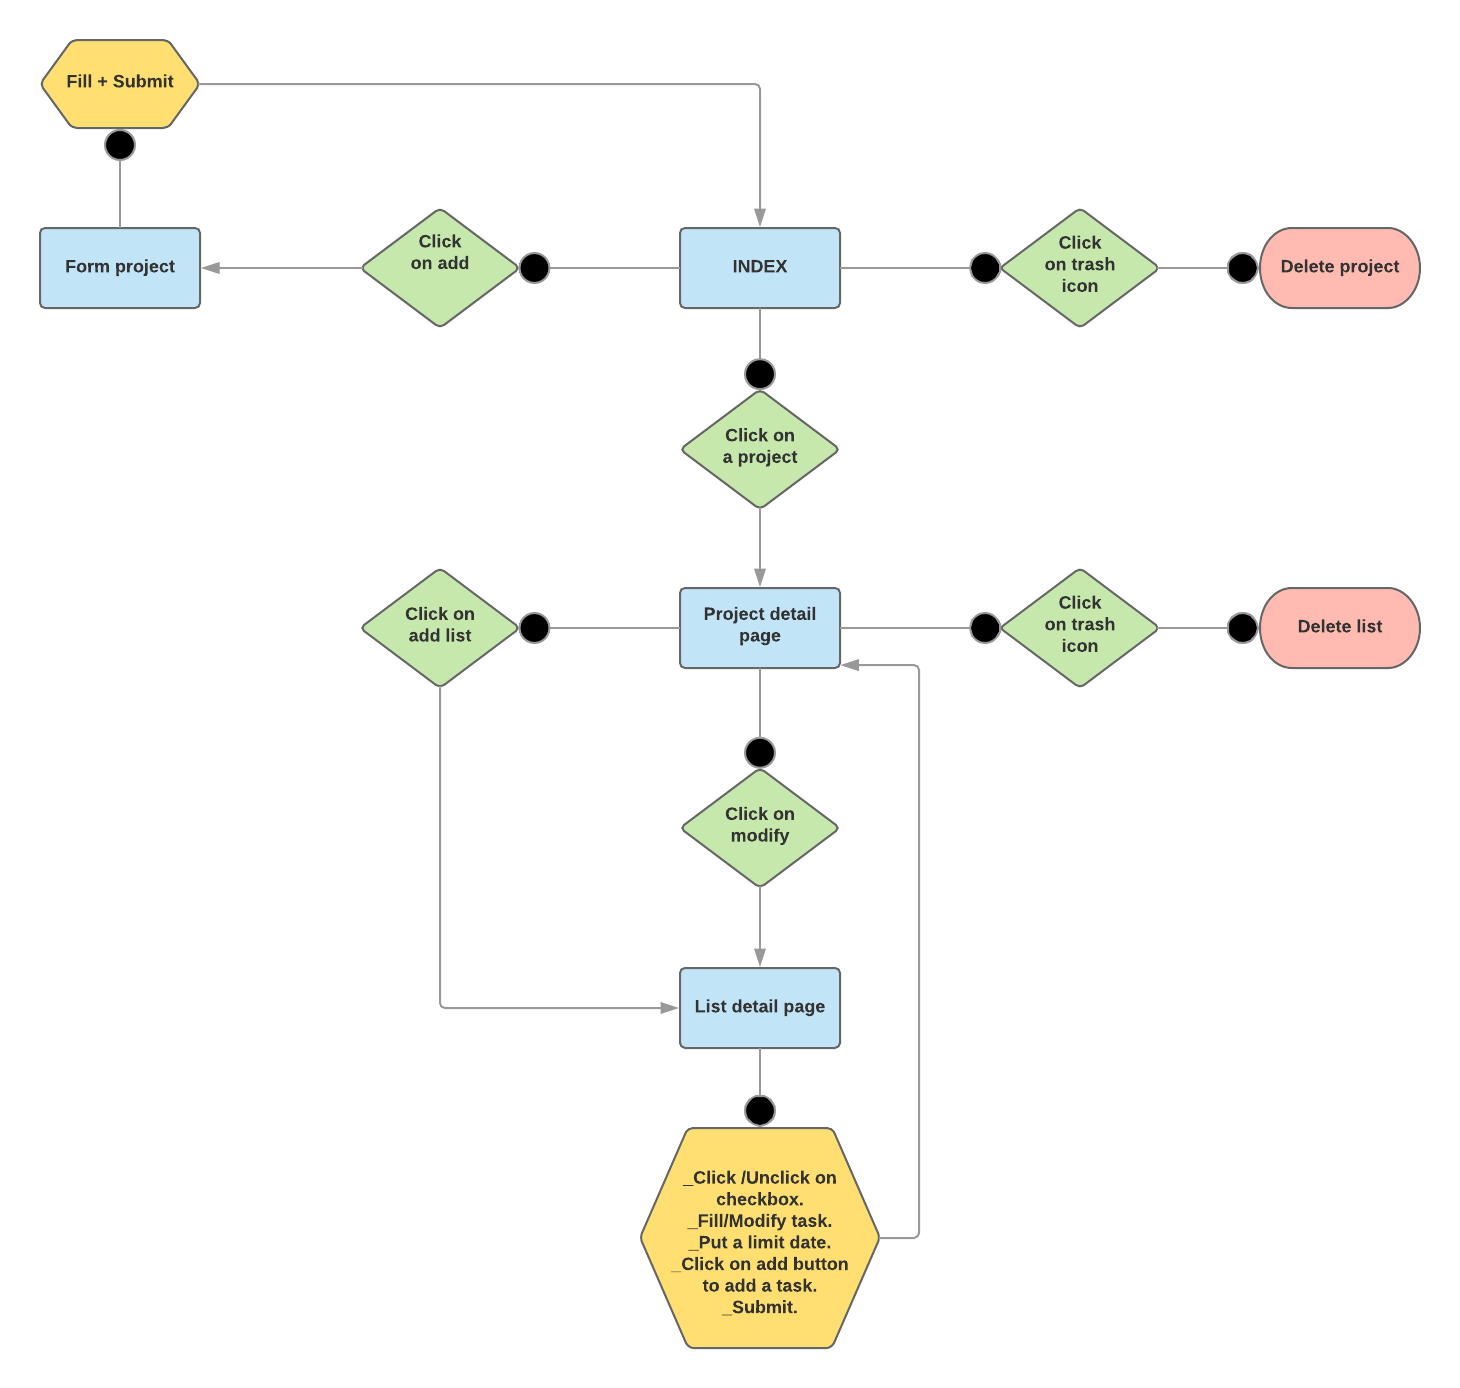 Fill + Submit
Form project
Click
on add
INDEX
Click
on trash
icon
Delete project
Click on
a project
Click on
add list
Project detail
page
Click
on trash
icon
Delete list
Click on
modify
List detail page
_Click /Unclick on
checkbox.
_Fill/Modify task.
_Put a limit date.
_Click on add button
to add a task.
_Submit.